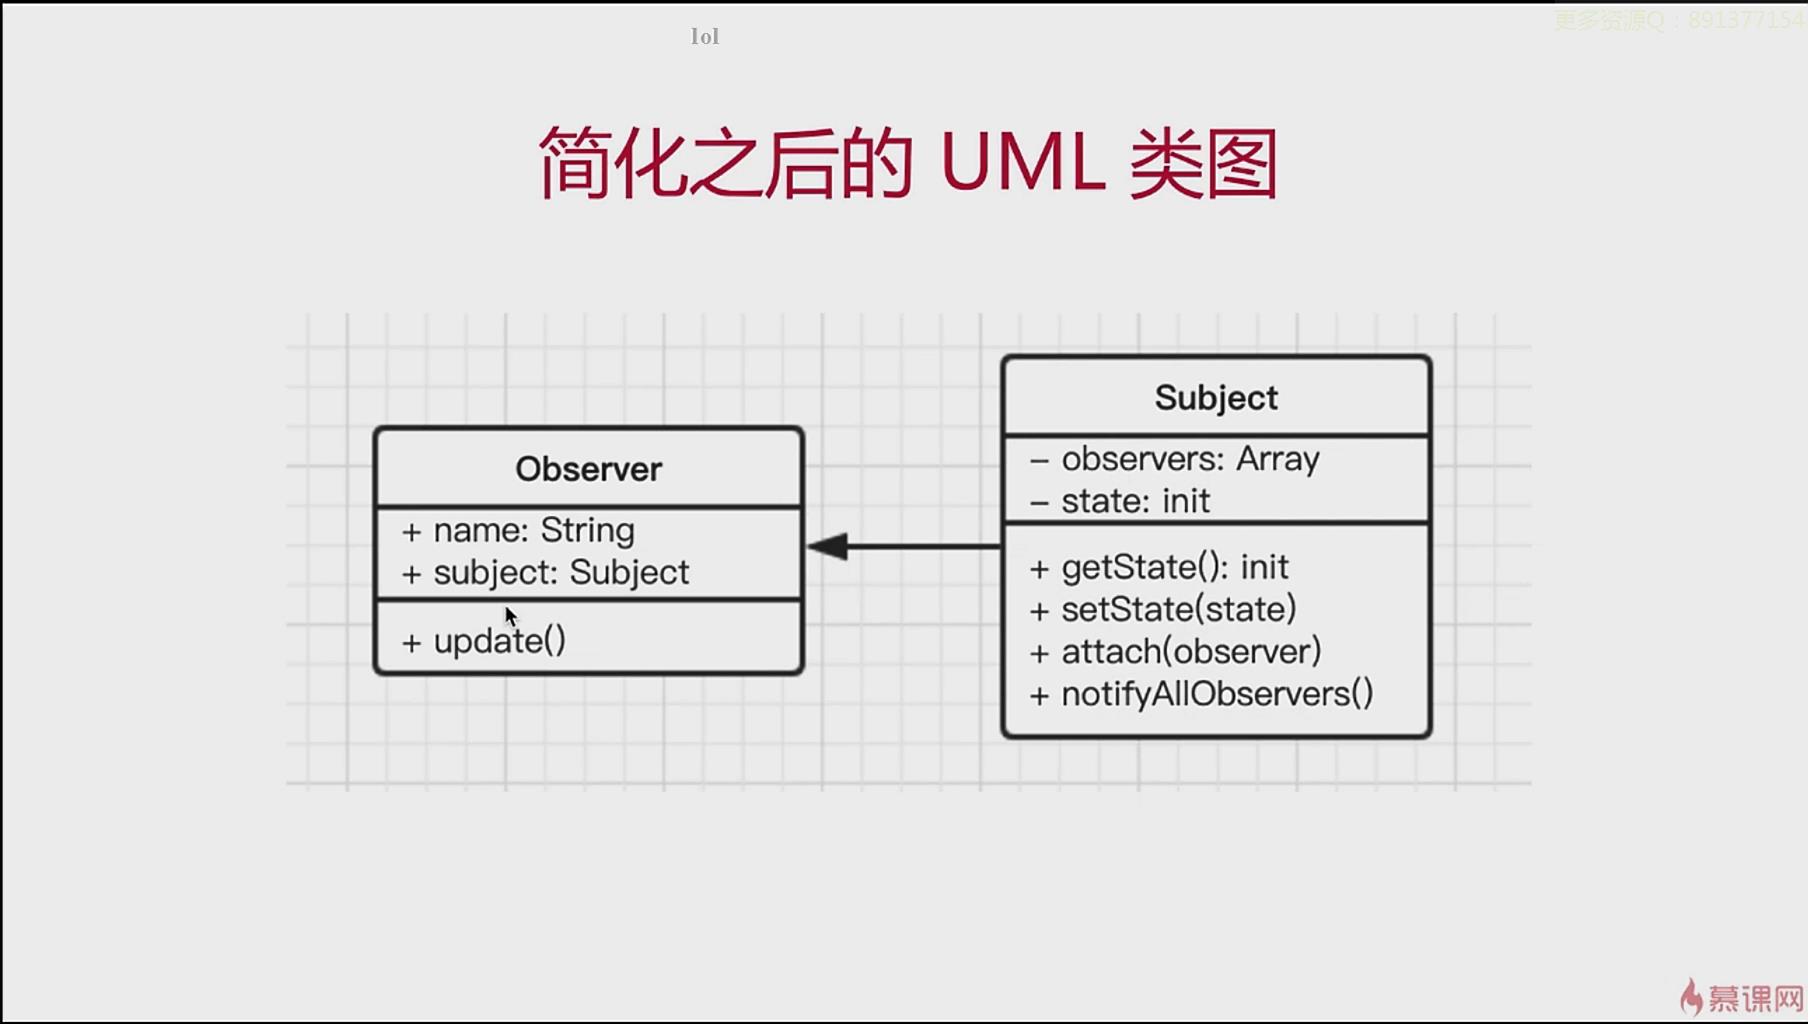 更多资源Q：891377154
lol
简化之后的 UML 类图
Observer
+ name: String
+ subject: Subject
+ update()
Subject
– observers: Array
– state: init
+ getState(): init
+ setState(state)
+ attach(observer)
+ notifyAllObservers()
慕课网